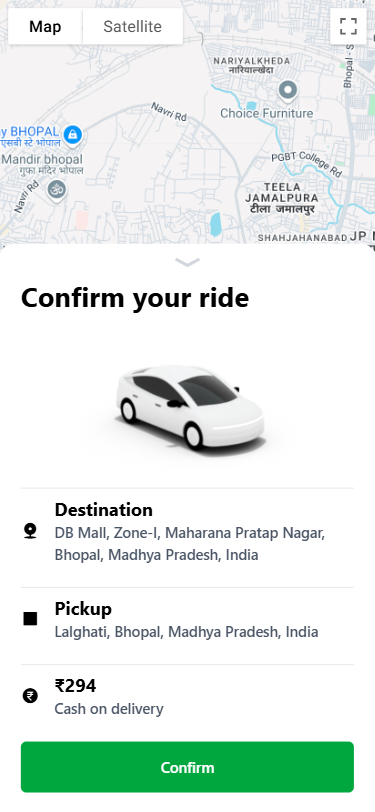 Map
Satellite
NARIYALKHEDA
नारियालखेड़ा
Bhopal - S
Choice Furniture
Navri Rd
y BHOPAL
एसबी स्टे भोपाल
Mandir bhopal
गुफा मंदिर भोपाल
PGBT College Rd
Navri Rd
TEELA
JAMALPURA
टीला जमालपुर
SHAHJAHANABAD
JP N
Confirm your ride
Destination
DB Mall, Zone-I, Maharana Pratap Nagar,
Bhopal, Madhya Pradesh, India
Pickup
Lalghati, Bhopal, Madhya Pradesh, India
₹294
Cash on delivery
Confirm